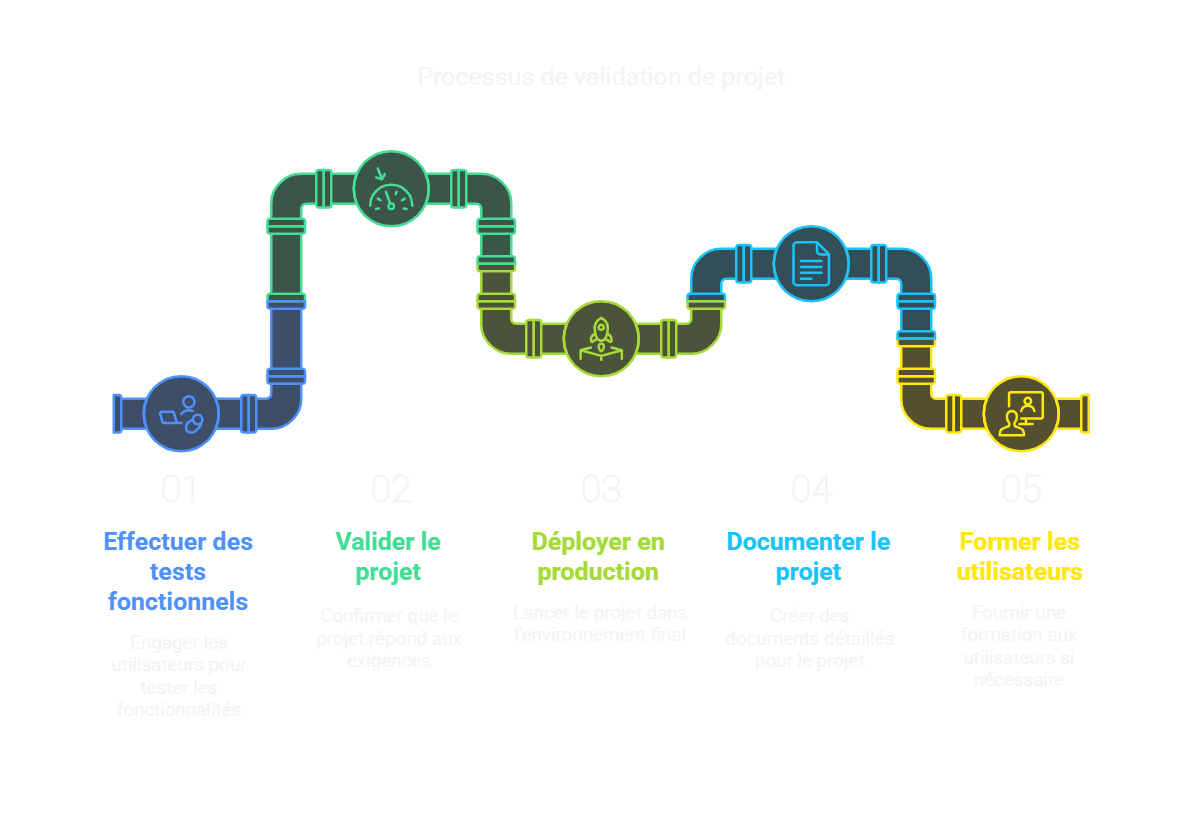 Processus de validation de projet
01
Effectuer des
tests
fonctionnels
Engager les
utilisateurs pour
tester les
fonctionnalités
02
Valider le
projet
Confirmer que le
projet répond aux
exigences
03
Déployer en
production
Lancer le projet dans
l'environnement final
04
Documenter le
projet
Créer des
documents détaillés
pour le projet
05
Former les
utilisateurs
Fournir une
formation aux
utilisateurs si
nécessaire